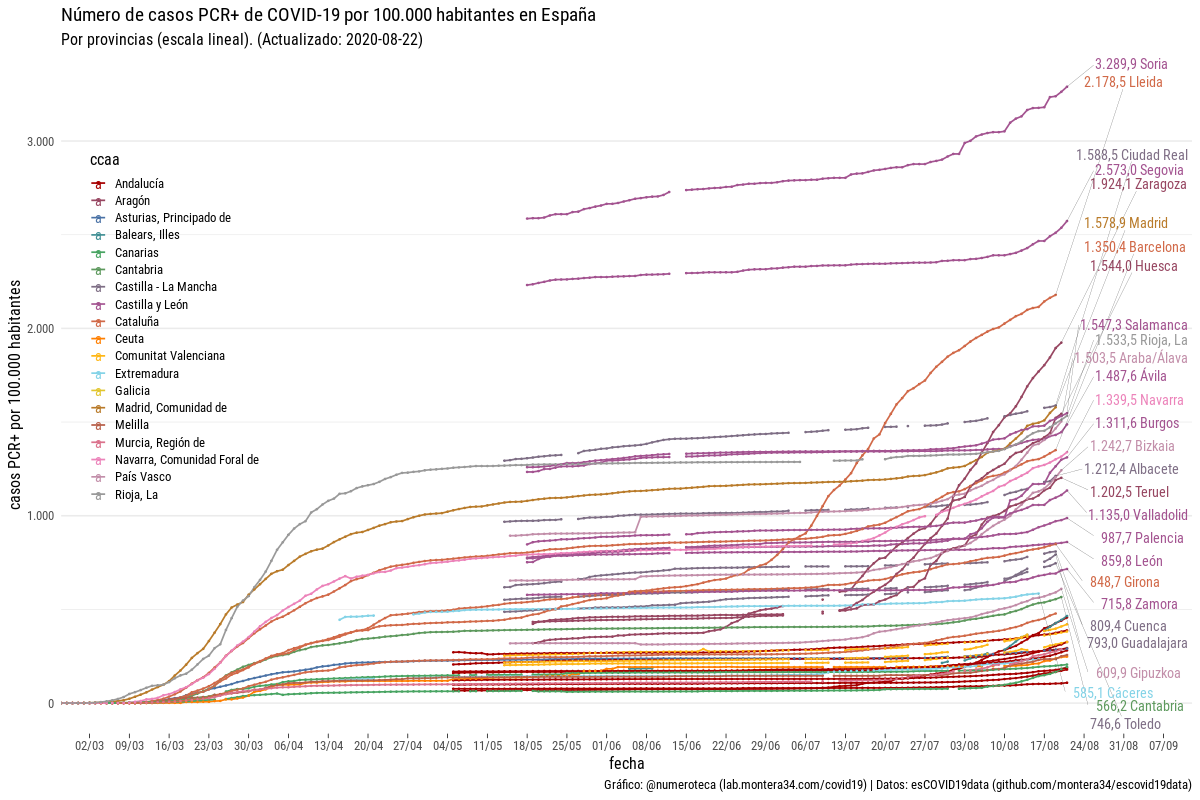 Número de casos PCR+ de COVID-19 por 100.000 habitantes en España
Por provincias (escala lineal). (Actualizado: 2020-08-22)
3.289,9 Soria
2.178,5 Lleida
1.588,5 Ciudad Real
2.573,0 Segovia
1.924,1 Zaragoza
1.578,9 Madrid
1.350,4 Barcelona
1.544,0 Huesca
1.547,3 Salamanca
1.533,5 Rioja, La
1.503,5 Araba/Álava
1.487,6 Ávila
1.339,5 Navarra
1.311,6 Burgos
1.242,7 Bizkaia
1.212,4 Albacete
1.202,5 Teruel
1.135,0 Valladolid
987,7 Palencia
859,8 León
848,7 Girona
715,8 Zamora
809,4 Cuenca
793,0 Guadalajara
609,9 Gipuzkoa
585,1 Cáceres
566,2 Cantabria
746,6 Toledo
ccaa
Andalucía
Aragón
Asturias, Principado de
Balears, Illes
Canarias
Cantabria
Castilla - La Mancha
Castilla y León
Cataluña
Ceuta
Comunitat Valenciana
Extremadura
Galicia
Madrid, Comunidad de
Melilla
Murcia, Región de
Navarra, Comunidad Foral de
País Vasco
Rioja, La
casos PCR+ por 100.000 habitantes
3.000
2.000
1.000
0
02/03 09/03 16/03 23/03 30/03 06/04 13/04 20/04 27/04 04/05 11/05 18/05 25/05 01/06 08/06 15/06 22/06 29/06 06/07 13/07 20/07 27/07 03/08 10/08 17/08 24/08 31/08 07/09
fecha
Gráfico: @numeroteca (lab.montera34.com/covid19) | Datos: esCOVID19data (github.com/montera34/escovid19data)